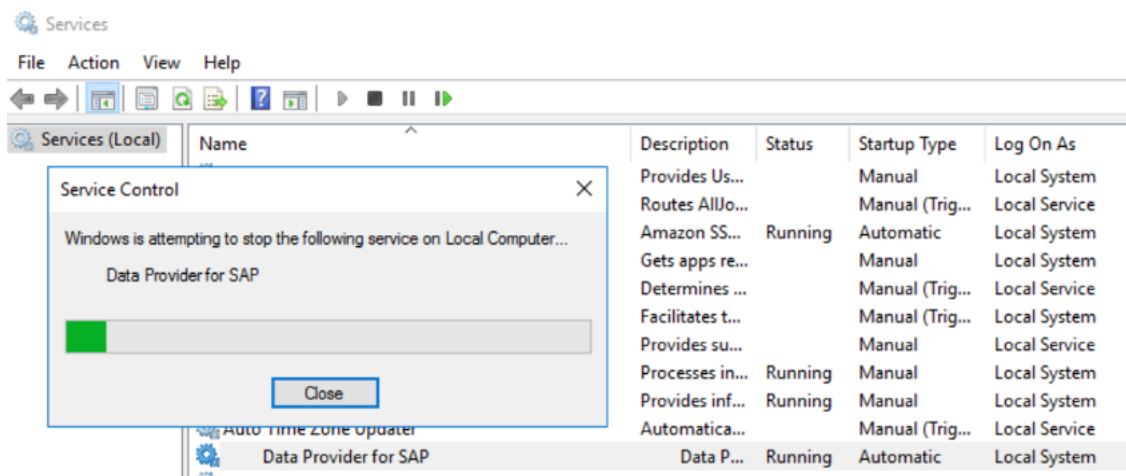 Services
File Action View Help
Services (Local)
Name Description Status Startup Type Log On As
Provides Us... Manual Local System
Routes AllJo... Manual (Trig... Local Service
Amazon SS... Running Automatic Local System
Gets apps re... Manual Local System
Determines ... Manual (Trig... Local Service
Facilitates t... Manual (Trig... Local System
Provides su... Manual Local Service
Processes in... Running Manual Local System
Provides inf... Running Manual Local System
Auto Time Zone Updater Automatica... Manual (Trig... Local Service
Data Provider for SAP Data P... Running Automatic Local System
Service Control
Windows is attempting to stop the following service on Local Computer...
Data Provider for SAP
Close